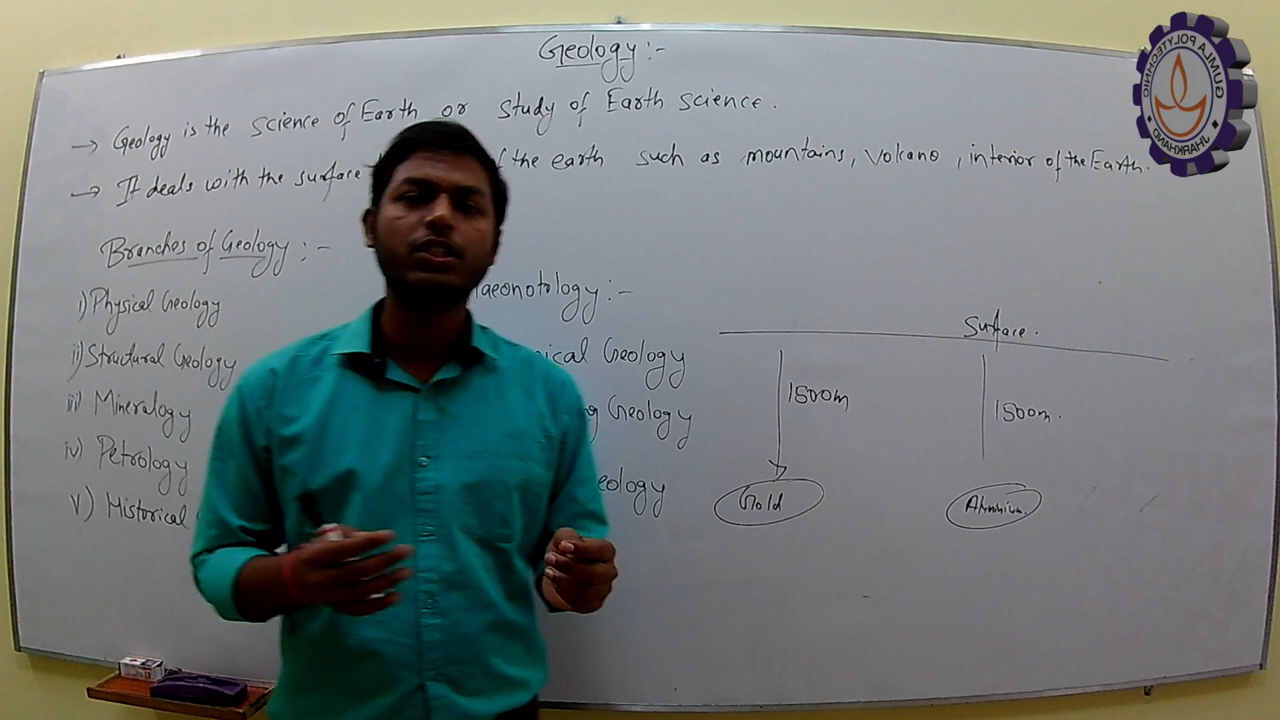 Geology :-
→ Geology is the science of Earth or study of Earth science.
→ It deals with the surface f the earth such as mountains, Volcano, interior of the Earth.
Branches of Geology :-
i) Physical Geology
ii) Structural Geology
iii) Mineralogy
iv) Petrology
v) Historical
aeonotology :-
ical Geology
g Geology
eology
Surface.
1500m
1500m.
Gold
Aluminium.
GUMLA POLYTECHNIC
JHARKHAND